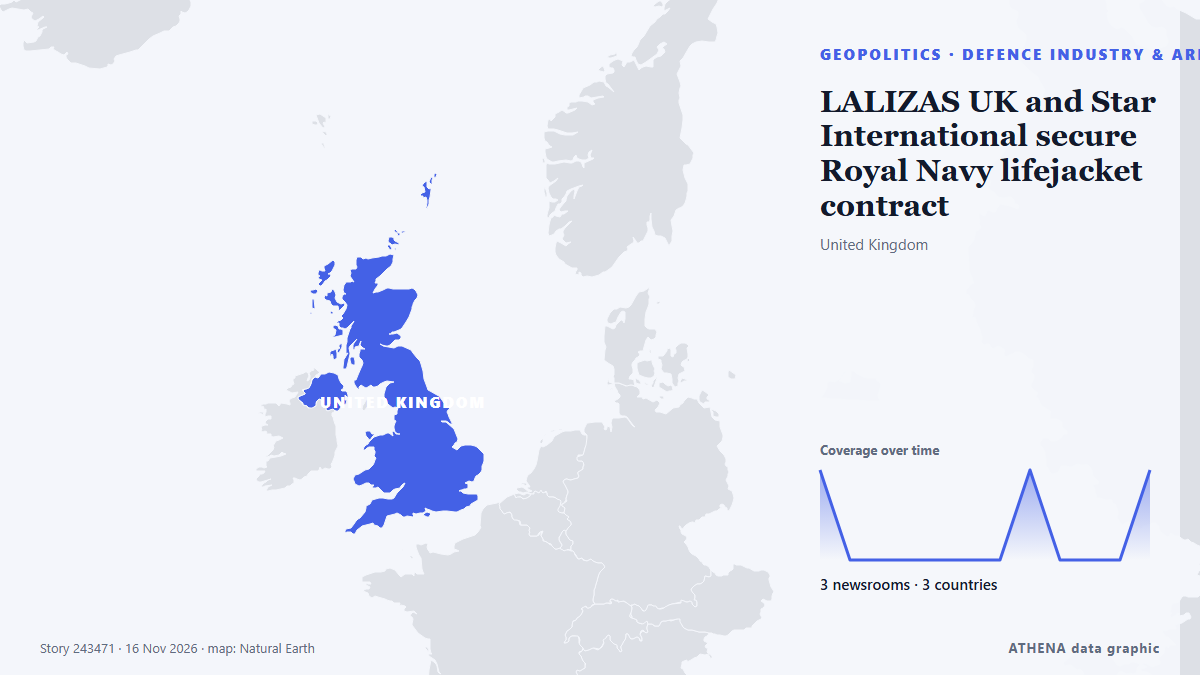 GEOPOLITICS · DEFENCE INDUSTRY &
LALIZAS UK and Star
International secure
Royal Navy lifejacket
contract
United Kingdom
UNITED KINGDOM
Coverage over time
3 newsrooms · 3 countries
Story 243471 · 16 Nov 2026 · map: Natural Earth
ATHENA data graphic